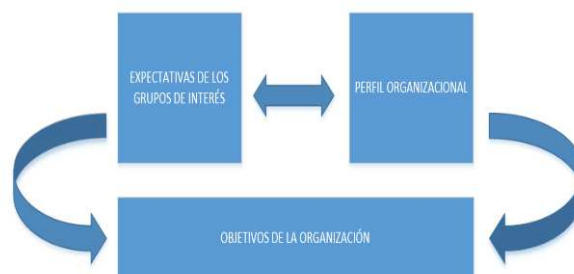 EXPECTATIVAS DE LOS
GRUPOS DE INTERÉS
PERFIL ORGANIZACIONAL
OBJETIVOS DE LA ORGANIZACIÓN